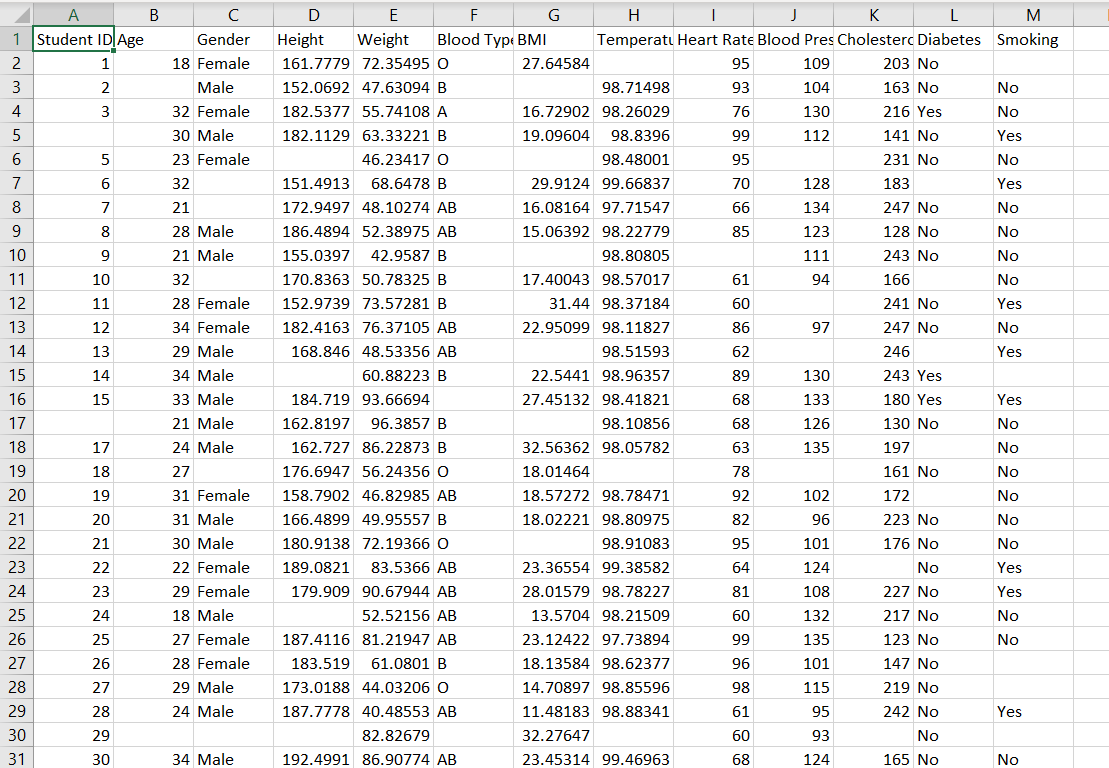 A B C D E F G H I J K L M
1 Student ID Age Gender Height Weight Blood Type BMI Temperatu Heart Rate Blood Pres Cholestero Diabetes Smoking
2 1 18 Female 161.7779 72.35495 O 27.64584 95 109 203 No
3 2 Male 152.0692 47.63094 B 98.71498 93 104 163 No No
4 3 32 Female 182.5377 55.74108 A 16.72902 98.26029 76 130 216 Yes No
5 30 Male 182.1129 63.33221 B 19.09604 98.8396 99 112 141 No Yes
6 5 23 Female 46.23417 O 98.48001 95 231 No No
7 6 32 151.4913 68.6478 B 29.9124 99.66837 70 128 183 Yes
8 7 21 172.9497 48.10274 AB 16.08164 97.71547 66 134 247 No No
9 8 28 Male 186.4894 52.38975 AB 15.06392 98.22779 85 123 128 No No
10 9 21 Male 155.0397 42.9587 B 98.80805 111 243 No No
11 10 32 170.8363 50.78325 B 17.40043 98.57017 61 94 166 No
12 11 28 Female 152.9739 73.57281 B 31.44 98.37184 60 241 No Yes
13 12 34 Female 182.4163 76.37105 AB 22.95099 98.11827 86 97 247 No No
14 13 29 Male 168.846 48.53356 AB 98.51593 62 246 Yes
15 14 34 Male 60.88223 B 22.5441 98.96357 89 130 243 Yes
16 15 33 Male 184.719 93.66694 27.45132 98.41821 68 133 180 Yes Yes
17 21 Male 162.8197 96.3857 B 98.10856 68 126 130 No No
18 17 24 Male 162.727 86.22873 B 32.56362 98.05782 63 135 197 No
19 18 27 176.6947 56.24356 O 18.01464 78 161 No No
20 19 31 Female 158.7902 46.82985 AB 18.57272 98.78471 92 102 172 No
21 20 31 Male 166.4899 49.95557 B 18.02221 98.80975 82 96 223 No No
22 21 30 Male 180.9138 72.19366 O 98.91083 95 101 176 No No
23 22 22 Female 189.0821 83.5366 AB 23.36554 99.38582 64 124 No Yes
24 23 29 Female 179.909 90.67944 AB 28.01579 98.78227 81 108 227 No Yes
25 24 18 Male 52.52156 AB 13.5704 98.21509 60 132 217 No No
26 25 27 Female 187.4116 81.21947 AB 23.12422 97.73894 99 135 123 No No
27 26 28 Female 183.519 61.0801 B 18.13584 98.62377 96 101 147 No
28 27 29 Male 173.0188 44.03206 O 14.70897 98.85596 98 115 219 No
29 28 24 Male 187.7778 40.48553 AB 11.48183 98.88341 61 95 242 No Yes
30 29 82.82679 32.27647 60 93 No
31 30 34 Male 192.4991 86.90774 AB 23.45314 99.46963 68 124 165 No No